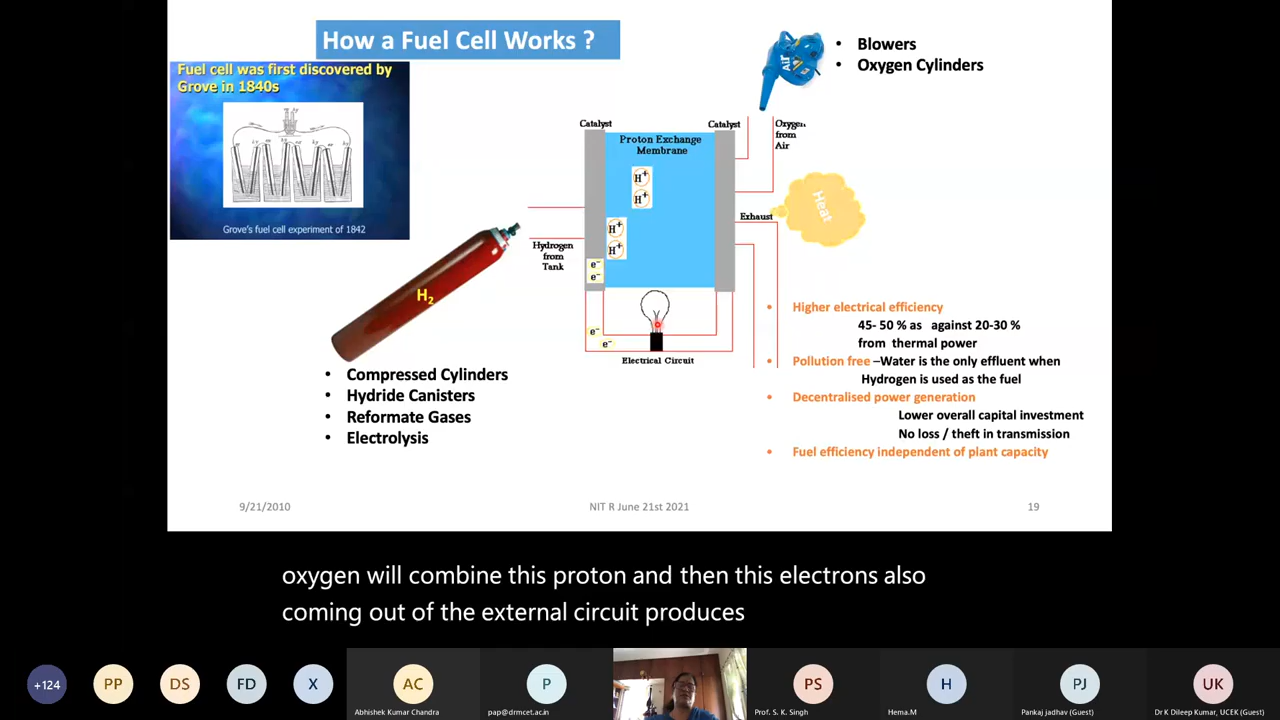 How a Fuel Cell Works ?
Fuel cell was first discovered by
Grove in 1840s
Grove's fuel cell experiment of 1842
Air
• Blowers
• Oxygen Cylinders
Catalyst
Catalyst
Proton Exchange
Membrane
Oxygen
from
Air
H+
H+
H+
H+
Exhaust
Heat
Hydrogen
from
Tank
e-
e-
e-
e-
Electrical Circuit
H2
• Compressed Cylinders
• Hydride Canisters
• Reformate Gases
• Electrolysis
• Higher electrical efficiency
45- 50 % as against 20-30 %
from thermal power
• Pollution free –Water is the only effluent when
Hydrogen is used as the fuel
• Decentralised power generation
Lower overall capital investment
No loss / theft in transmission
• Fuel efficiency independent of plant capacity
9/21/2010
NIT R June 21st 2021
19
oxygen will combine this proton and then this electrons also
coming out of the external circuit produces
+124
PP
DS
FD
X
AC
Abhishek Kumar Chandra
P
pap@drmcet.ac.in
PS
Prof. S. K. Singh
H
Hema.M
PJ
Pankaj jadhav (Guest)
UK
Dr K Dileep Kumar, UCEK (Guest)